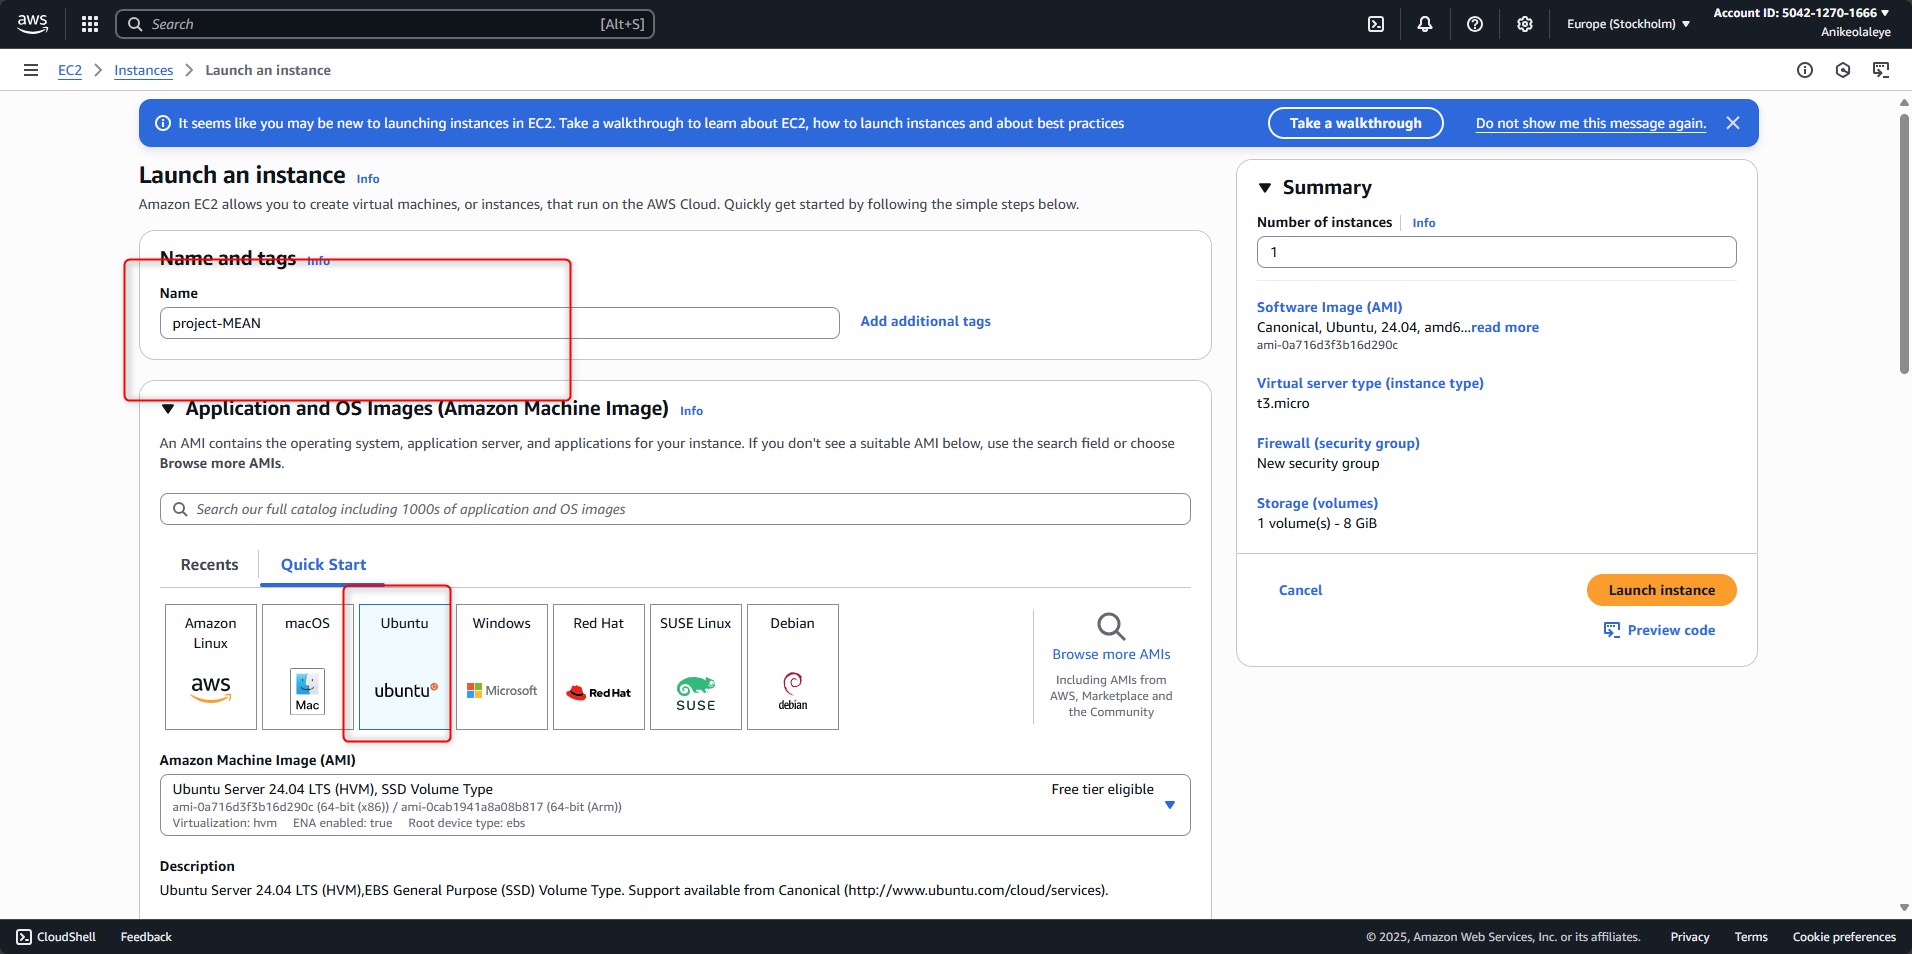 aws
Search [Alt+S]
Europe (Stockholm)
Account ID: 5042-1270-1666
Anikeolaleye
EC2 Instances Launch an instance
It seems like you may be new to launching instances in EC2. Take a walkthrough to learn about EC2, how to launch instances and about best practices
Take a walkthrough
Do not show me this message again.
Launch an instance Info
Amazon EC2 allows you to create virtual machines, or instances, that run on the AWS Cloud. Quickly get started by following the simple steps below.
Name and tags Info
Name
project-MEAN
Add additional tags
Application and OS Images (Amazon Machine Image) Info
An AMI contains the operating system, application server, and applications for your instance. If you don't see a suitable AMI below, use the search field or choose
Browse more AMIs.
Search our full catalog including 1000s of application and OS images
Recents Quick Start
Amazon
Linux
aws
macOS
Mac
Ubuntu
ubuntu
Windows
Microsoft
Red Hat
Red Hat
SUSE Linux
SUSE
Debian
debian
Browse more AMIs
Including AMIs from
AWS, Marketplace and
the Community
Amazon Machine Image (AMI)
Ubuntu Server 24.04 LTS (HVM), SSD Volume Type
Free tier eligible
ami-0a716d3f3b16d290c (64-bit (x86)) / ami-0cab1941a8a08b817 (64-bit (Arm))
Virtualization: hvm ENA enabled: true Root device type: ebs
Description
Ubuntu Server 24.04 LTS (HVM),EBS General Purpose (SSD) Volume Type. Support available from Canonical (http://www.ubuntu.com/cloud/services).
Summary
Number of instances Info
1
Software Image (AMI)
Canonical, Ubuntu, 24.04, amd6...read more
ami-0a716d3f3b16d290c
Virtual server type (instance type)
t3.micro
Firewall (security group)
New security group
Storage (volumes)
1 volume(s) - 8 GiB
Cancel
Launch instance
Preview code
CloudShell Feedback
© 2025, Amazon Web Services, Inc. or its affiliates. Privacy Terms Cookie preferences